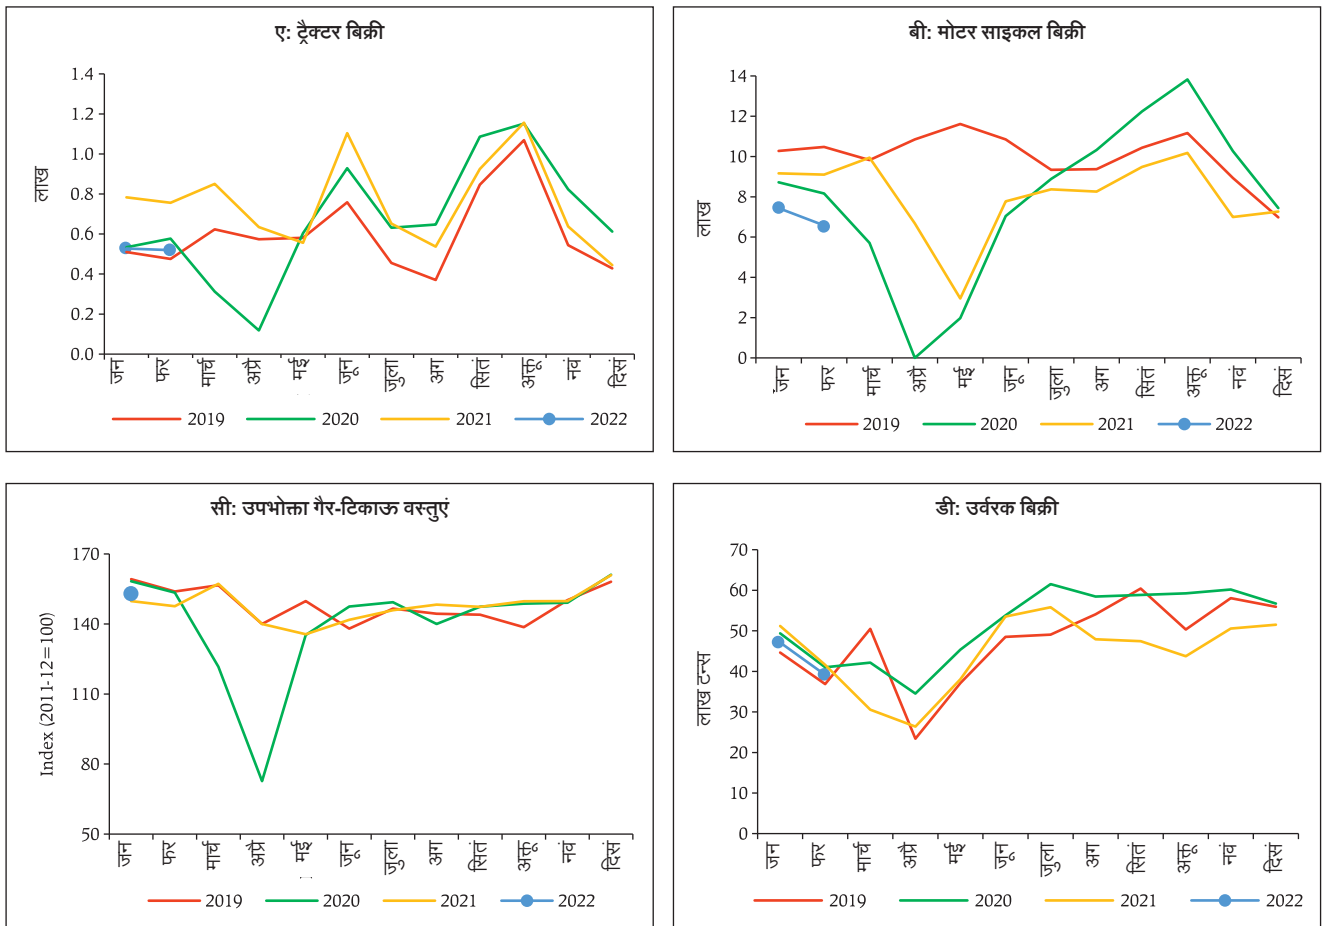 ए: ट्रैक्टर बिक्री
लाख
1.4
1.2
1.0
0.8
0.6
0.4
0.2
0.0
जन फर मार्च अप्रै मई जून जुला अग सितं अक्तू नवं दिसं
2019 2020 2021 2022
बी: मोटर साइकल बिक्री
लाख
14
12
10
8
6
4
2
0
जन फर मार्च अप्रै मई जून जुला अग सितं अक्तू नवं दिसं
2019 2020 2021 2022
सी: उपभोक्ता गैर-टिकाऊ वस्तुएं
Index (2011-12=100)
170
140
110
80
50
जन फर मार्च अप्रै मई जून जुला अग सितं अक्तू नवं दिसं
2019 2020 2021 2022
डी: उर्वरक बिक्री
लाख टन्स
70
60
50
40
30
20
10
0
जन फर मार्च अप्रै मई जून जुला अग सितं अक्तू नवं दिसं
2019 2020 2021 2022